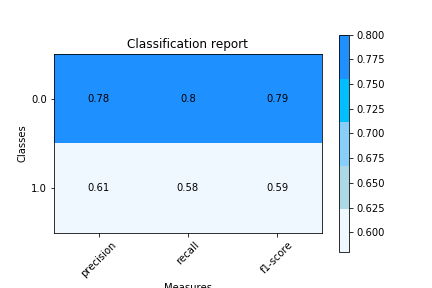 Classification report
0.800
0.775
0.750
0.725
0.700
0.675
0.650
0.625
0.600
Classes
0.0 0.78 0.8 0.79
1.0 0.61 0.58 0.59
precision recall f1-score
Measures